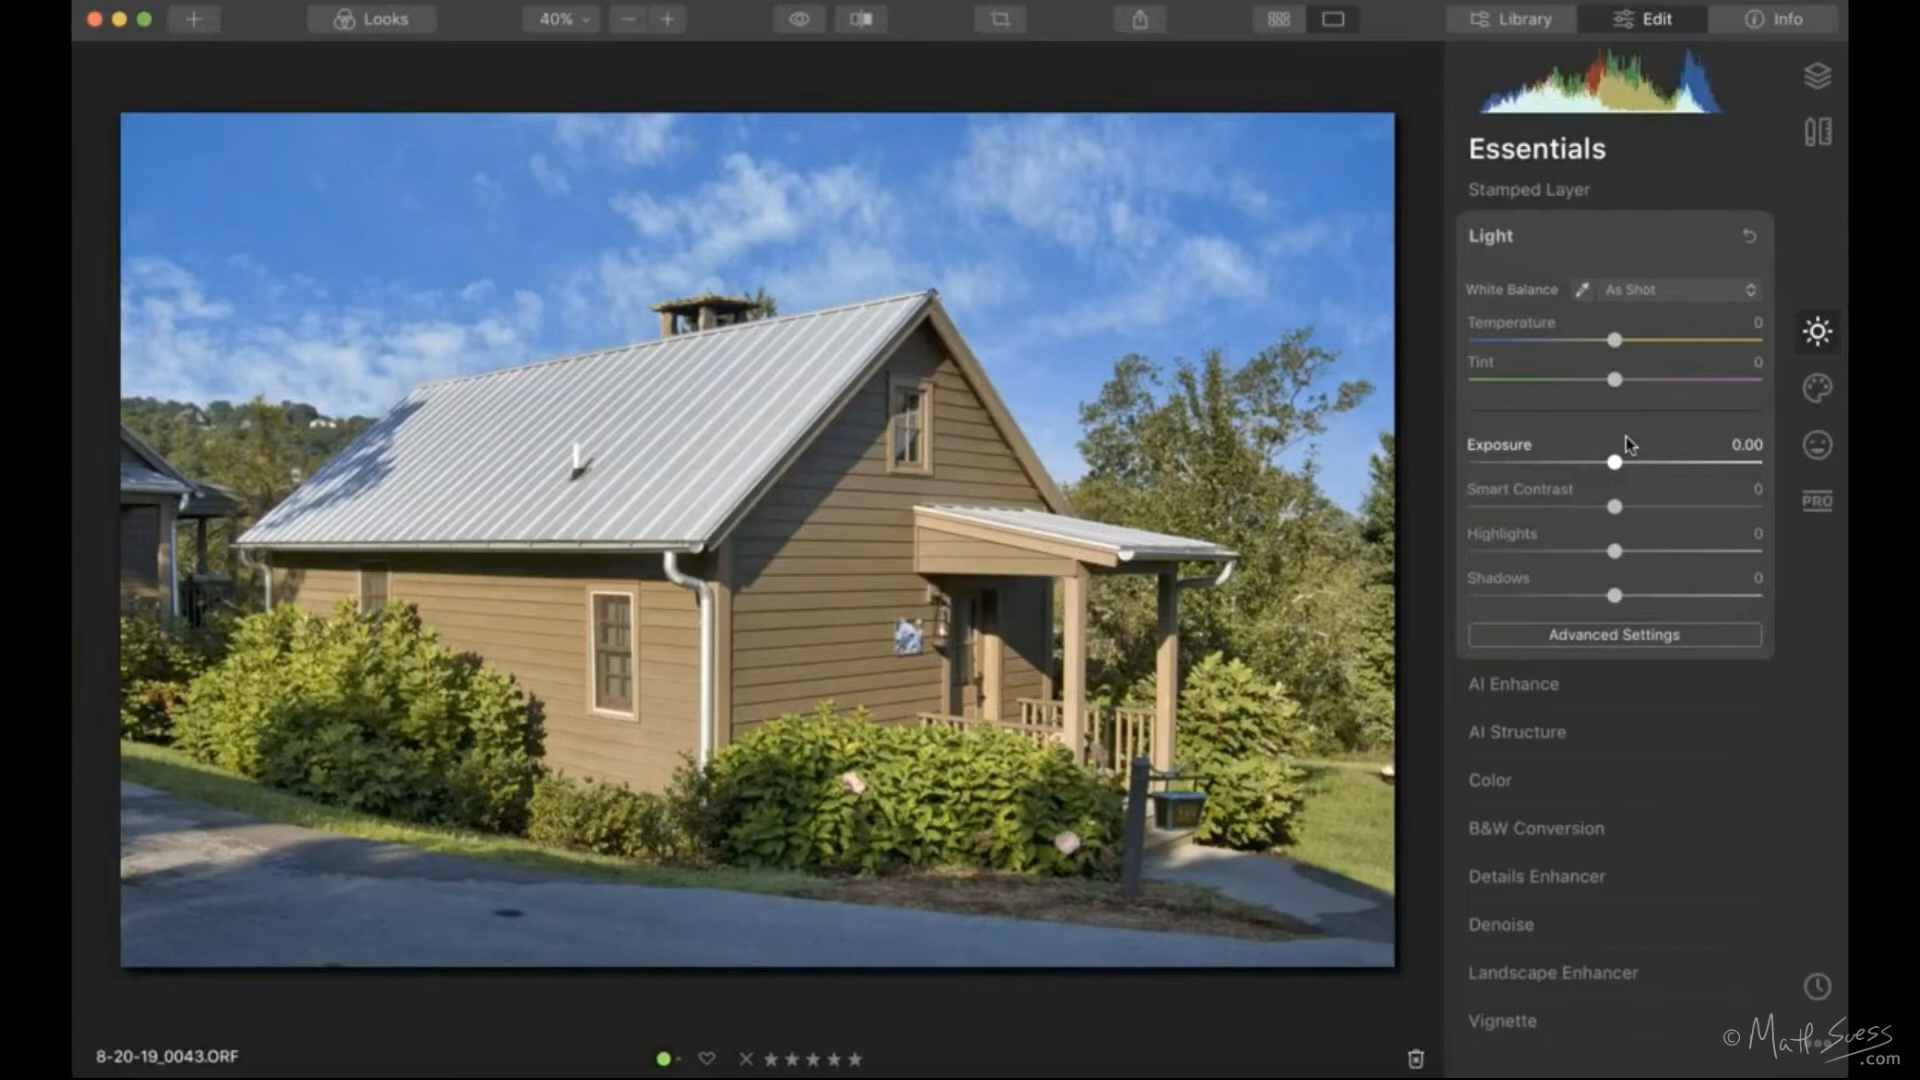 Looks
40%
Library
Edit
Info
Essentials
Stamped Layer
Light
White Balance
As Shot
Temperature
0
Tint
0
Exposure
0.00
Smart Contrast
0
Highlights
0
Shadows
0
Advanced Settings
AI Enhance
AI Structure
Color
B&W Conversion
Details Enhancer
Denoise
Landscape Enhancer
Vignette
PRO
8-20-19_0043.ORF
© Matt Suess
.com